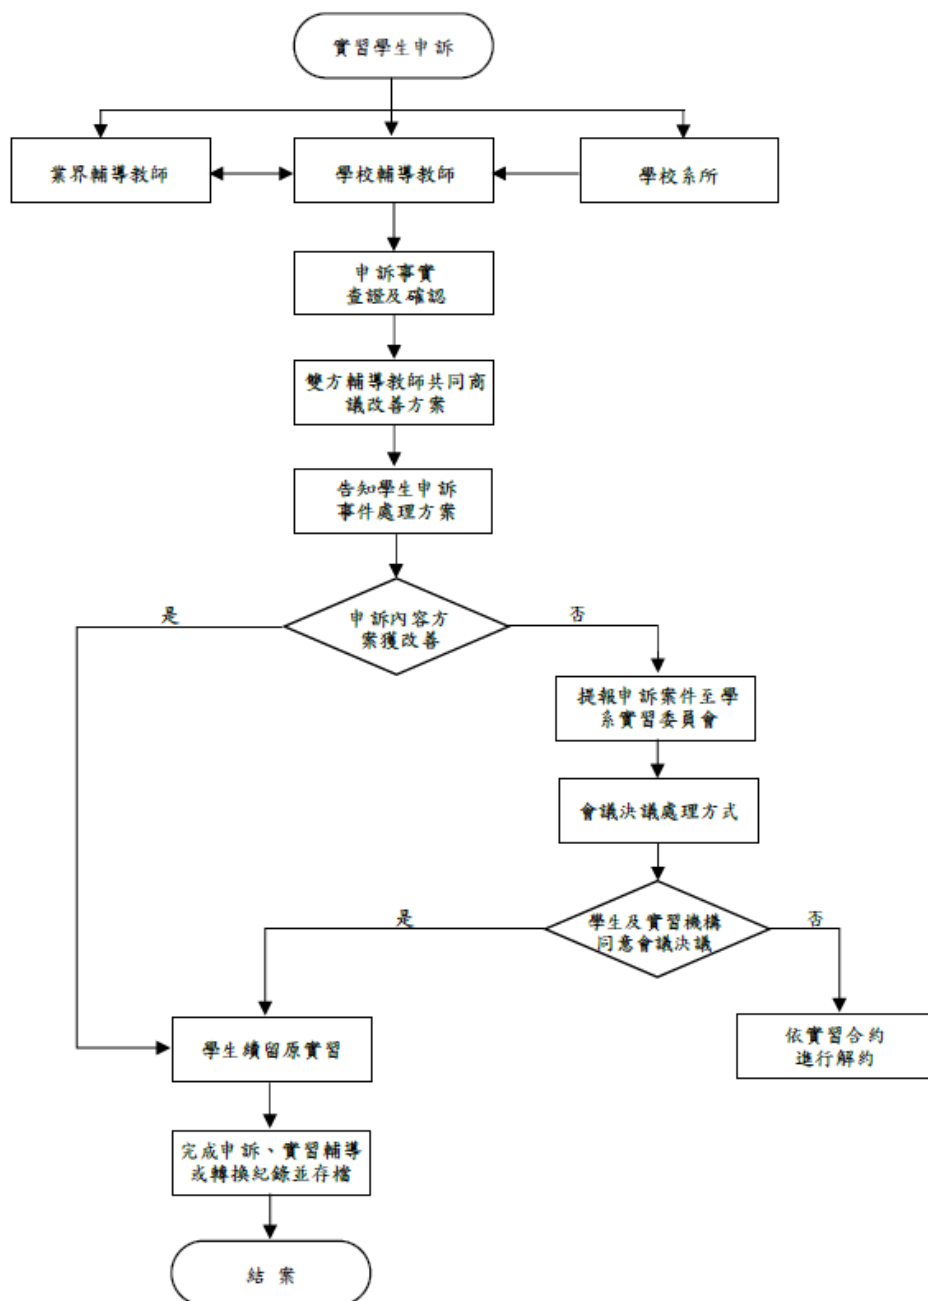 實習學生申訴
業界輔導教師
學校輔導教師
學校系所
申訴事實
查證及確認
雙方輔導教師共同商
議改善方案
告知學生申訴
事件處理方案
是
申訴內容方
案獲改善
否
提報申訴案件至學
系實習委員會
會議決議處理方式
是
學生及實習機構
同意會議決議
否
學生續留原實習
依實習合約
進行解約
完成申訴、實習輔導
或轉換紀錄並存檔
結 案